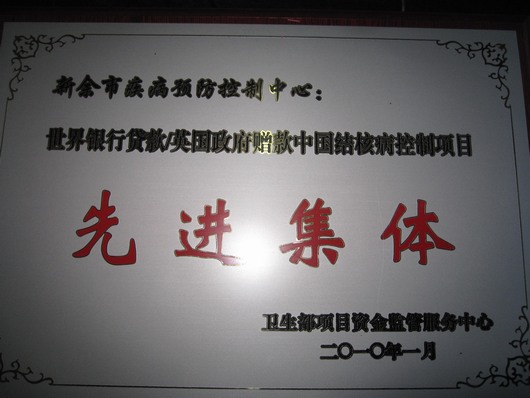 新余市疾病预防控制中心：
世界银行贷款/英国政府赠款中国结核病控制项目
先进集体
卫生部项目资金监管服务中心
二〇一〇年一月